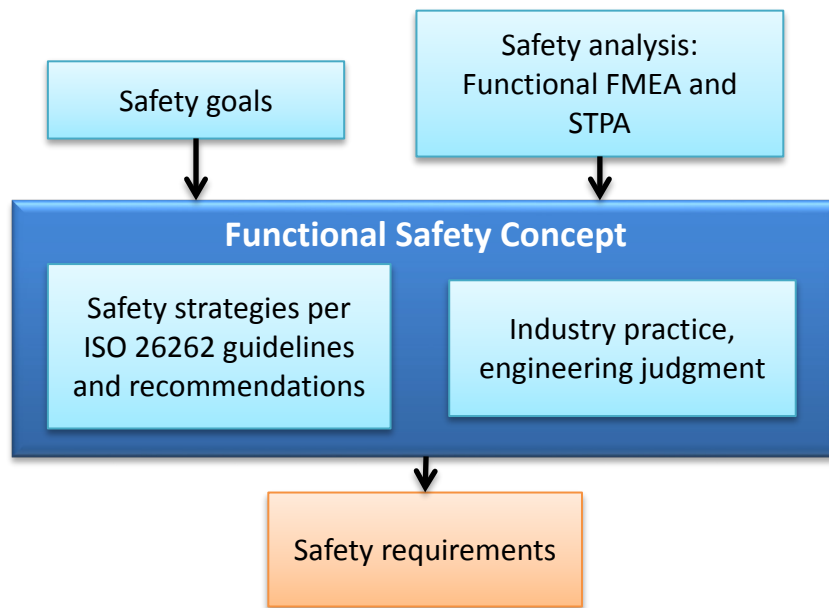 Safety goals
Safety analysis:
Functional FMEA and
STPA
Functional Safety Concept
Safety strategies per
ISO 26262 guidelines
and recommendations
Industry practice,
engineering judgment
Safety requirements